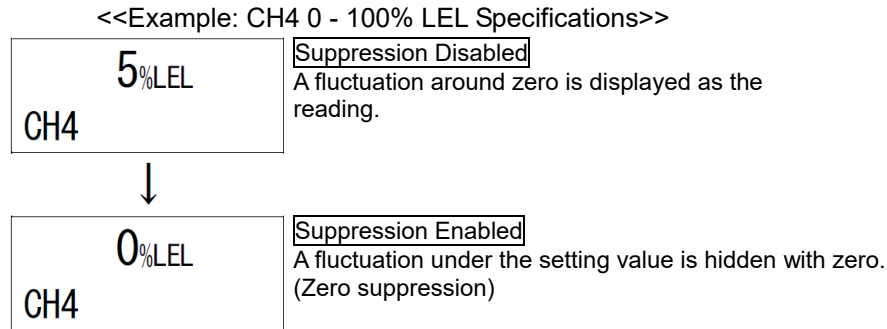 <<Example: CH4 0 - 100% LEL Specifications>>
5%LEL
CH4
Suppression Disabled
A fluctuation around zero is displayed as the
reading.
↓
0%LEL
CH4
Suppression Enabled
A fluctuation under the setting value is hidden with zero.
(Zero suppression)